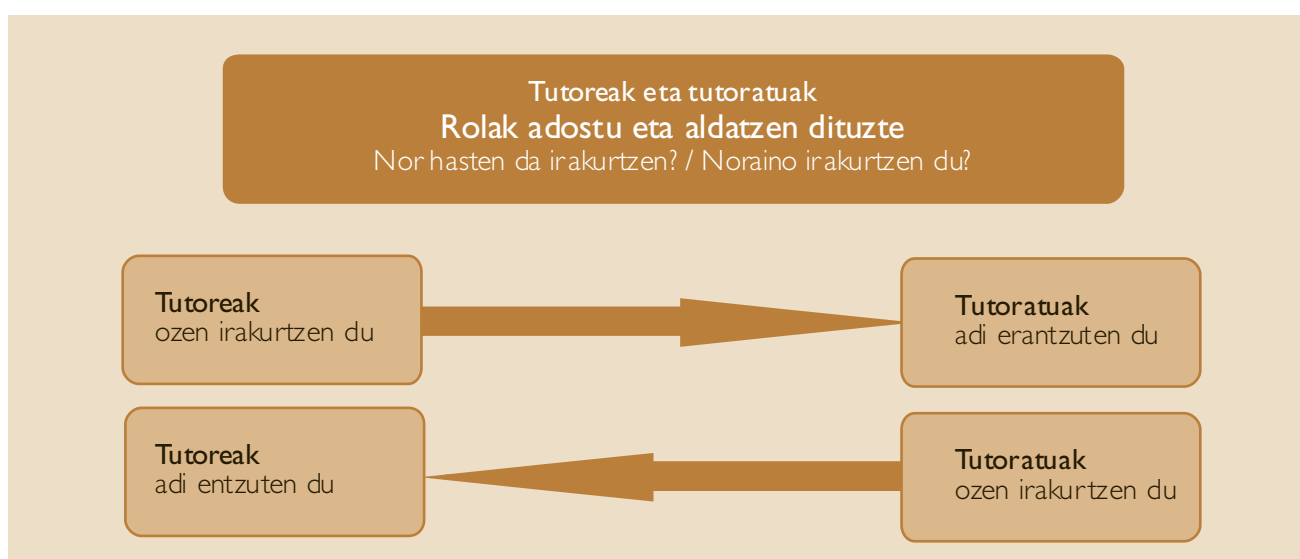 Tutoreak eta tutoratuak
Rolak adostu eta aldatzen dituzte
Nor hasten da irakurtzen? / Noraino irakurtzen du?
Tutoreak
ozen irakurtzen du
Tutoratuak
adi erantzuten du
Tutoreak
adi entzuten du
Tutoratuak
ozen irakurtzen du